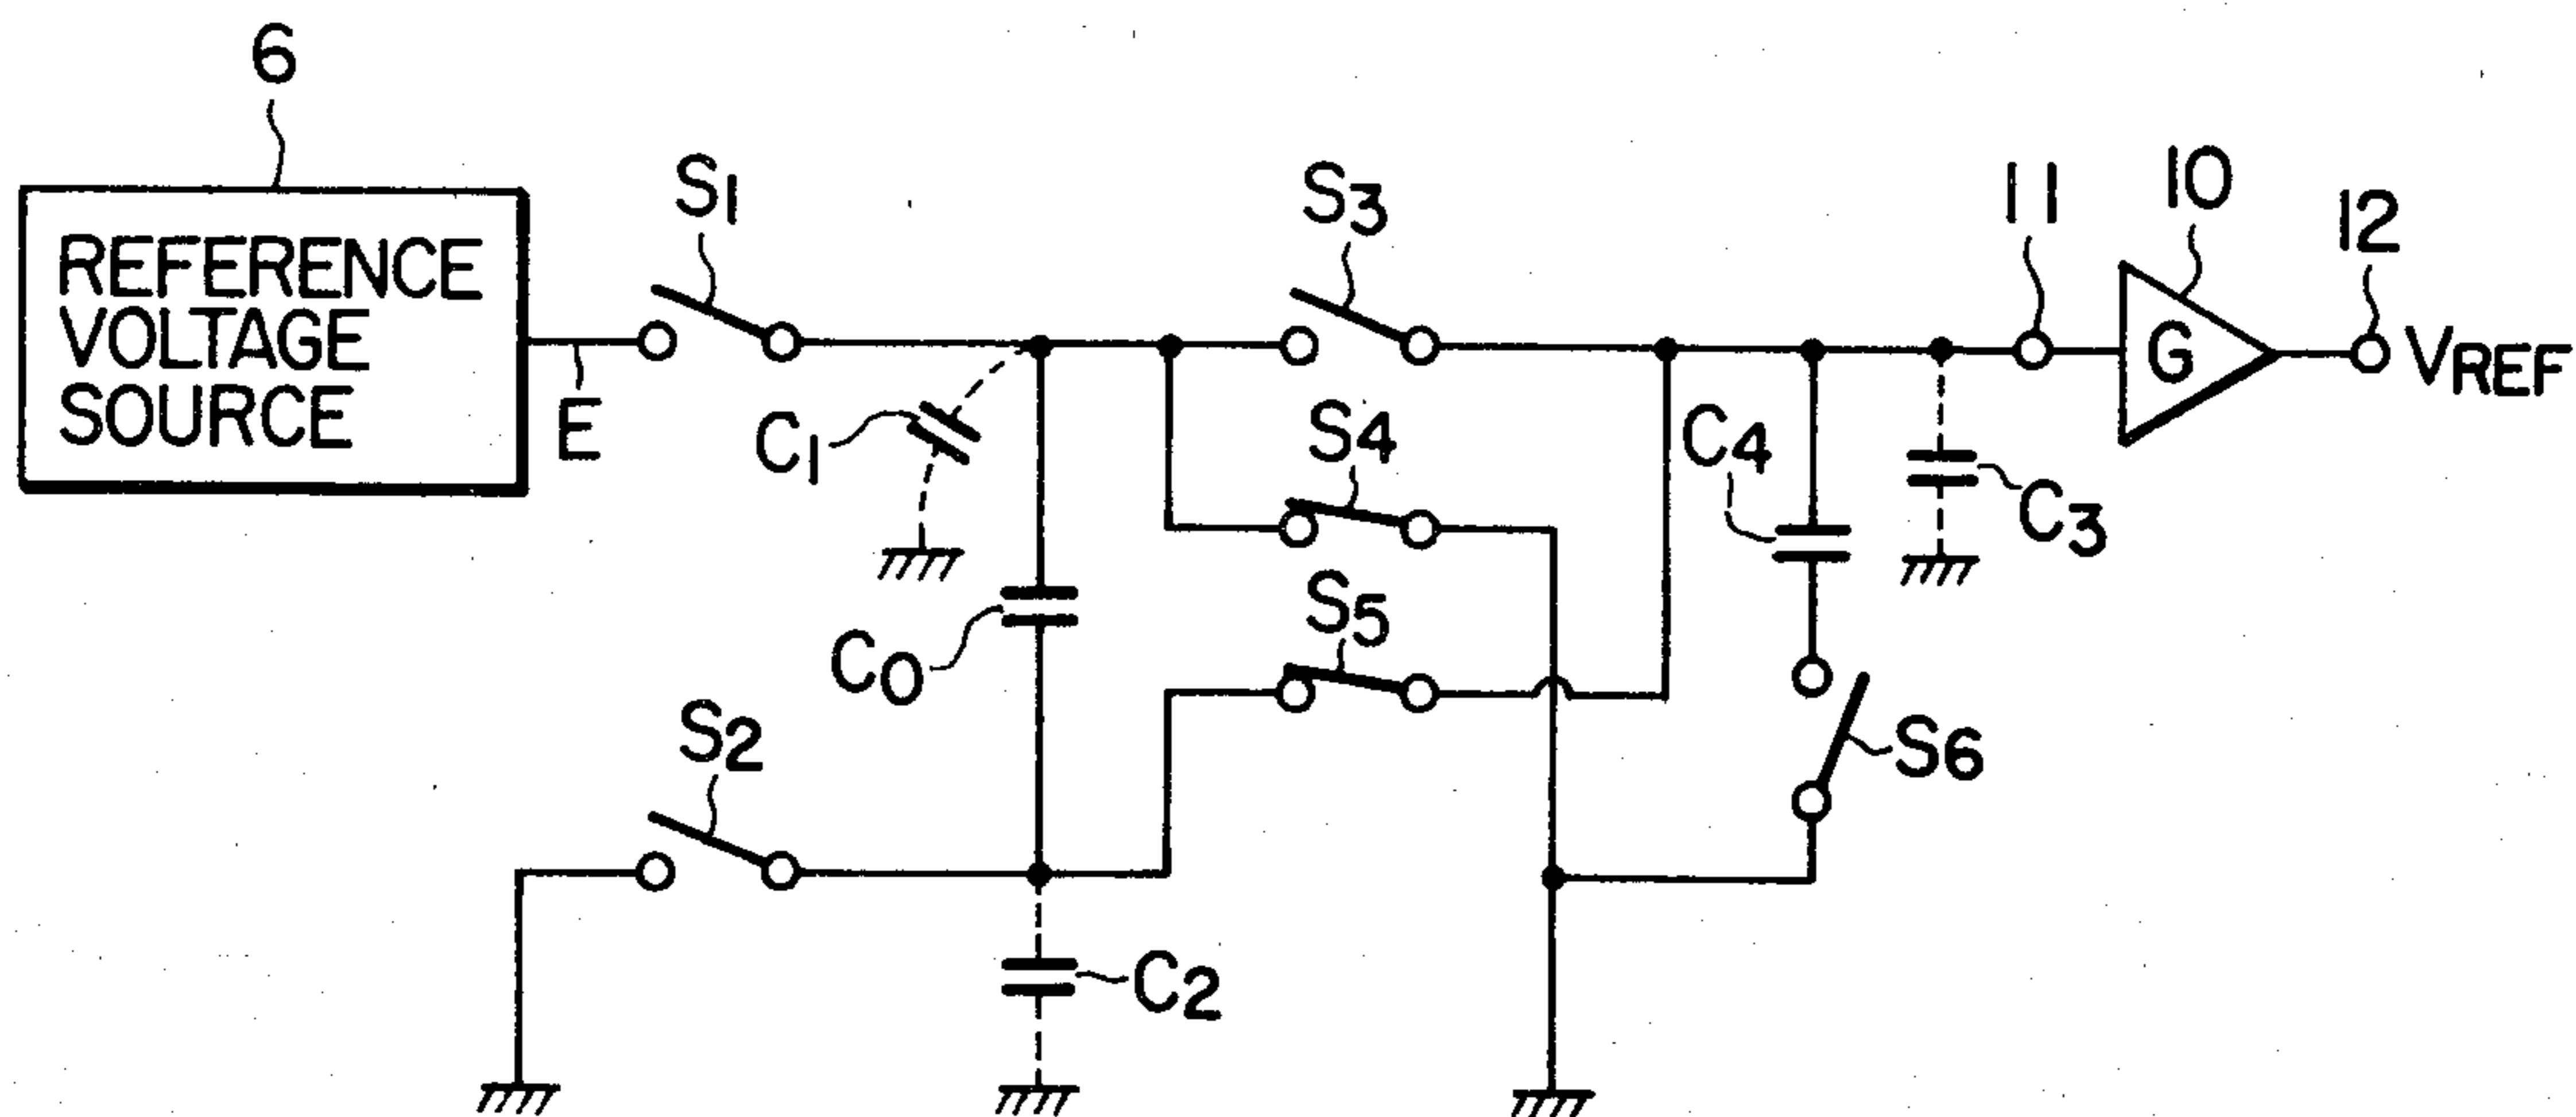 6
REFERENCE
VOLTAGE
SOURCE
E
S1
S3
11
10
12
G
VREF
C1
S4
C4
C3
C0
S5
S2
S6
C2